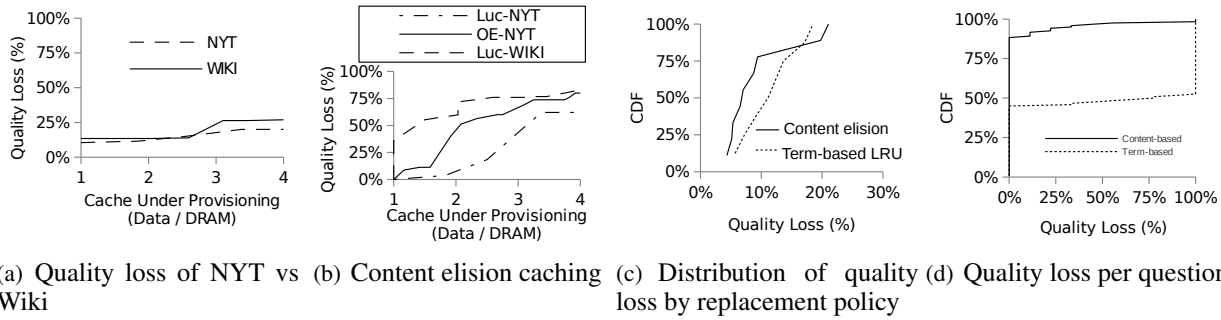 100%
75%
50%
25%
0%
Quality Loss (%)
NYT
WIKI
1 2 3 4
Cache Under Provisioning
(Data / DRAM)
Luc-NYT
OE-NYT
Luc-WIKI
100%
75%
50%
25%
0%
Quality Loss (%)
1 2 3 4
Cache Under Provisioning
(Data / DRAM)
100%
75%
50%
25%
0%
CDF
Content elision
Term-based LRU
0% 10% 20% 30%
Quality Loss (%)
100%
75%
50%
25%
0%
CDF
Content-based
Term-based
0% 25% 50% 75% 100%
Quality Loss (%)
(a) Quality loss of NYT vs
Wiki
(b) Content elision caching
(c) Distribution of quality
loss by replacement policy
(d) Quality loss per question